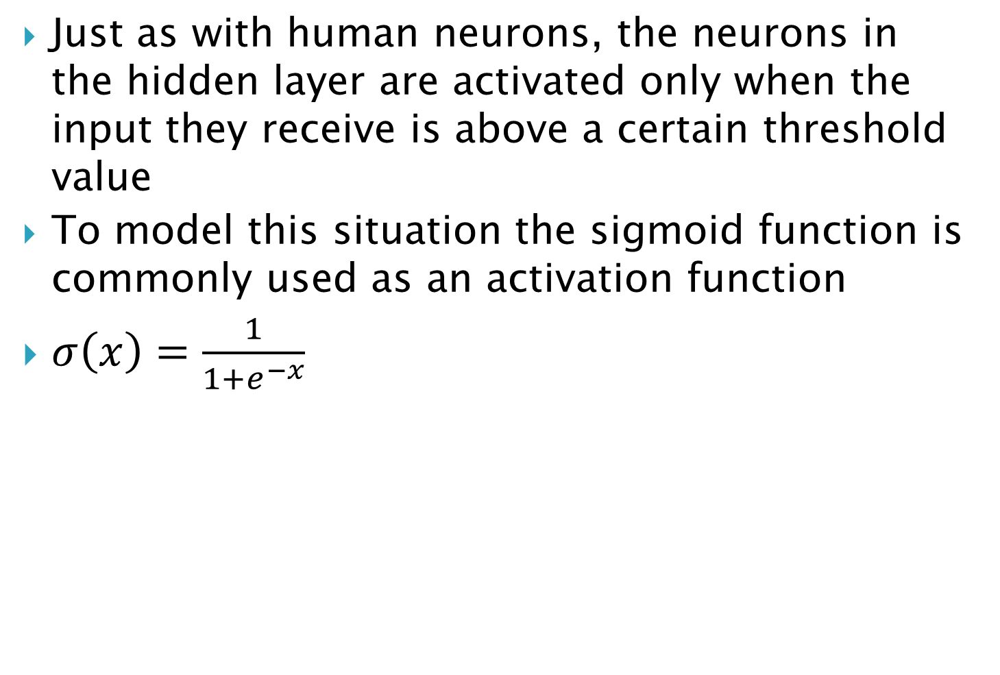 Just as with human neurons, the neurons in
the hidden layer are activated only when the
input they receive is above a certain threshold
value
To model this situation the sigmoid function is
commonly used as an activation function
σ(x) = 1/(1+e^{−x})